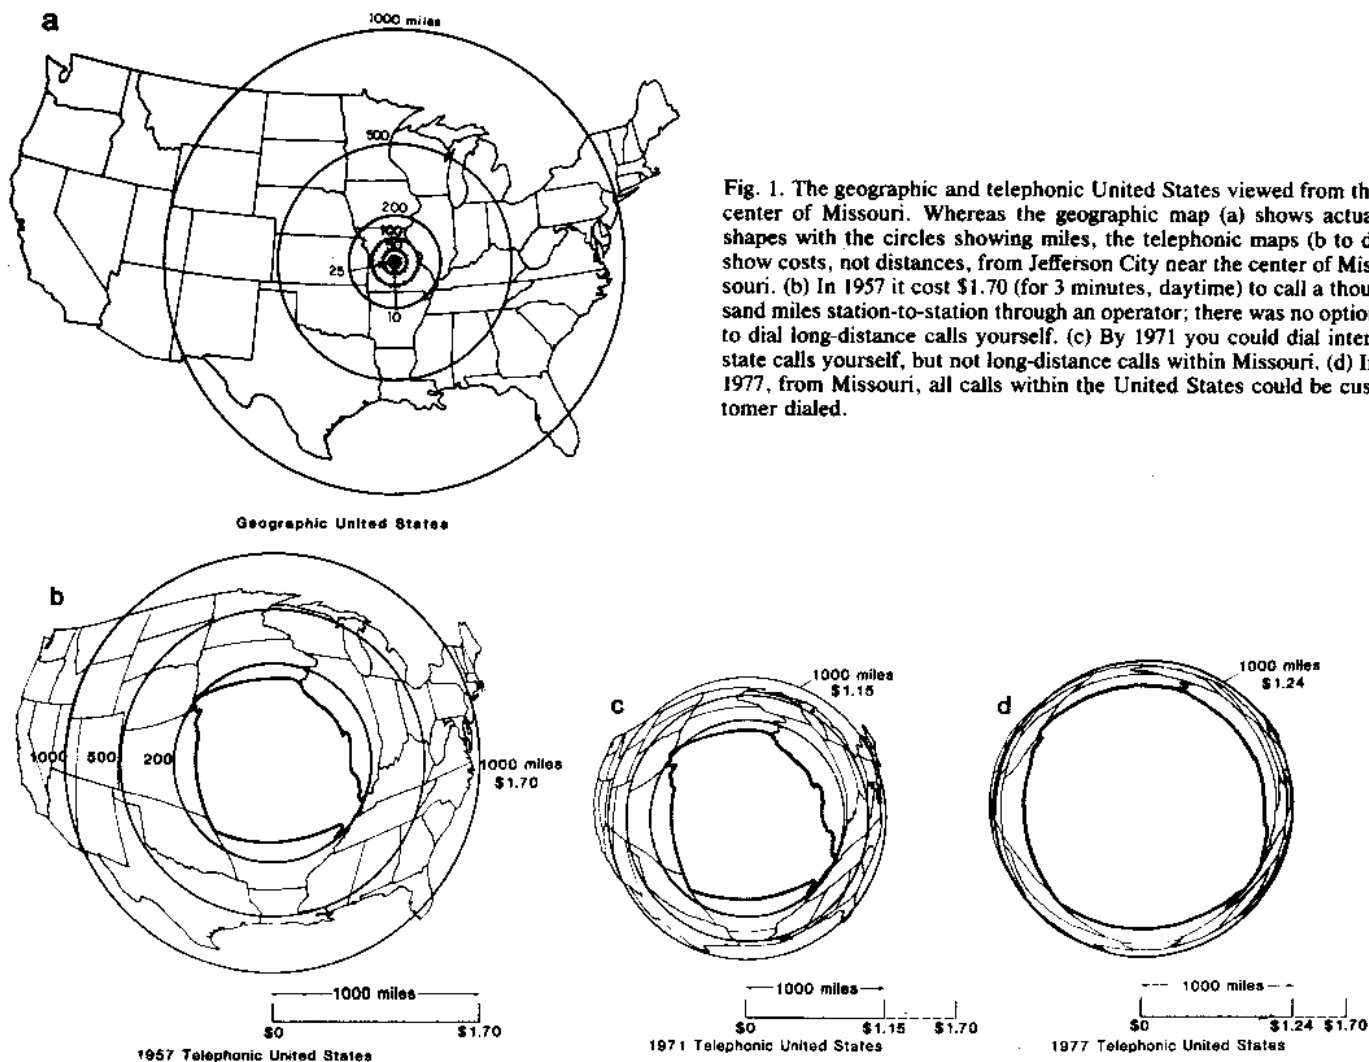 a
1000 miles
500
200
100
25
10
Geographic United States
Fig. 1. The geographic and telephonic United States viewed from th
center of Missouri. Whereas the geographic map (a) shows actua
shapes with the circles showing miles, the telephonic maps (b to d
show costs, not distances, from Jefferson City near the center of Mis
souri. (b) In 1957 it cost $1.70 (for 3 minutes, daytime) to call a thou
sand miles station-to-station through an operator; there was no option
to dial long-distance calls yourself. (c) By 1971 you could dial inter
state calls yourself, but not long-distance calls within Missouri. (d) I
1977, from Missouri, all calls within the United States could be cus
tomer dialed.
b
1000 500 200
1000 miles
$1.70
1000 miles
$0 $1.70
1957 Telephonic United States
c
1000 miles
$1.15
1000 miles
$0 $1.15 $1.70
1971 Telephonic United States
d
1000 miles
$1.24
1000 miles
$0 $1.24 $1.70
1977 Telephonic United States